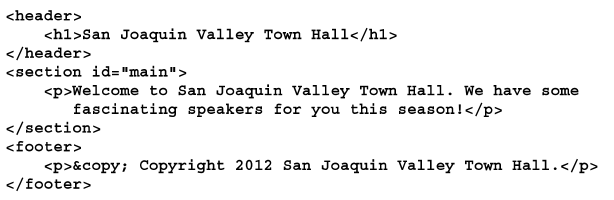 <header>
<h1>San Joaquin Valley Town Hall</h1>
</header>
<section id="main">
<p>Welcome to San Joaquin Valley Town Hall. We have some
fascinating speakers for you this season!</p>
</section>
<footer>
<p>&copy; Copyright 2012 San Joaquin Valley Town Hall.</p>
</footer>